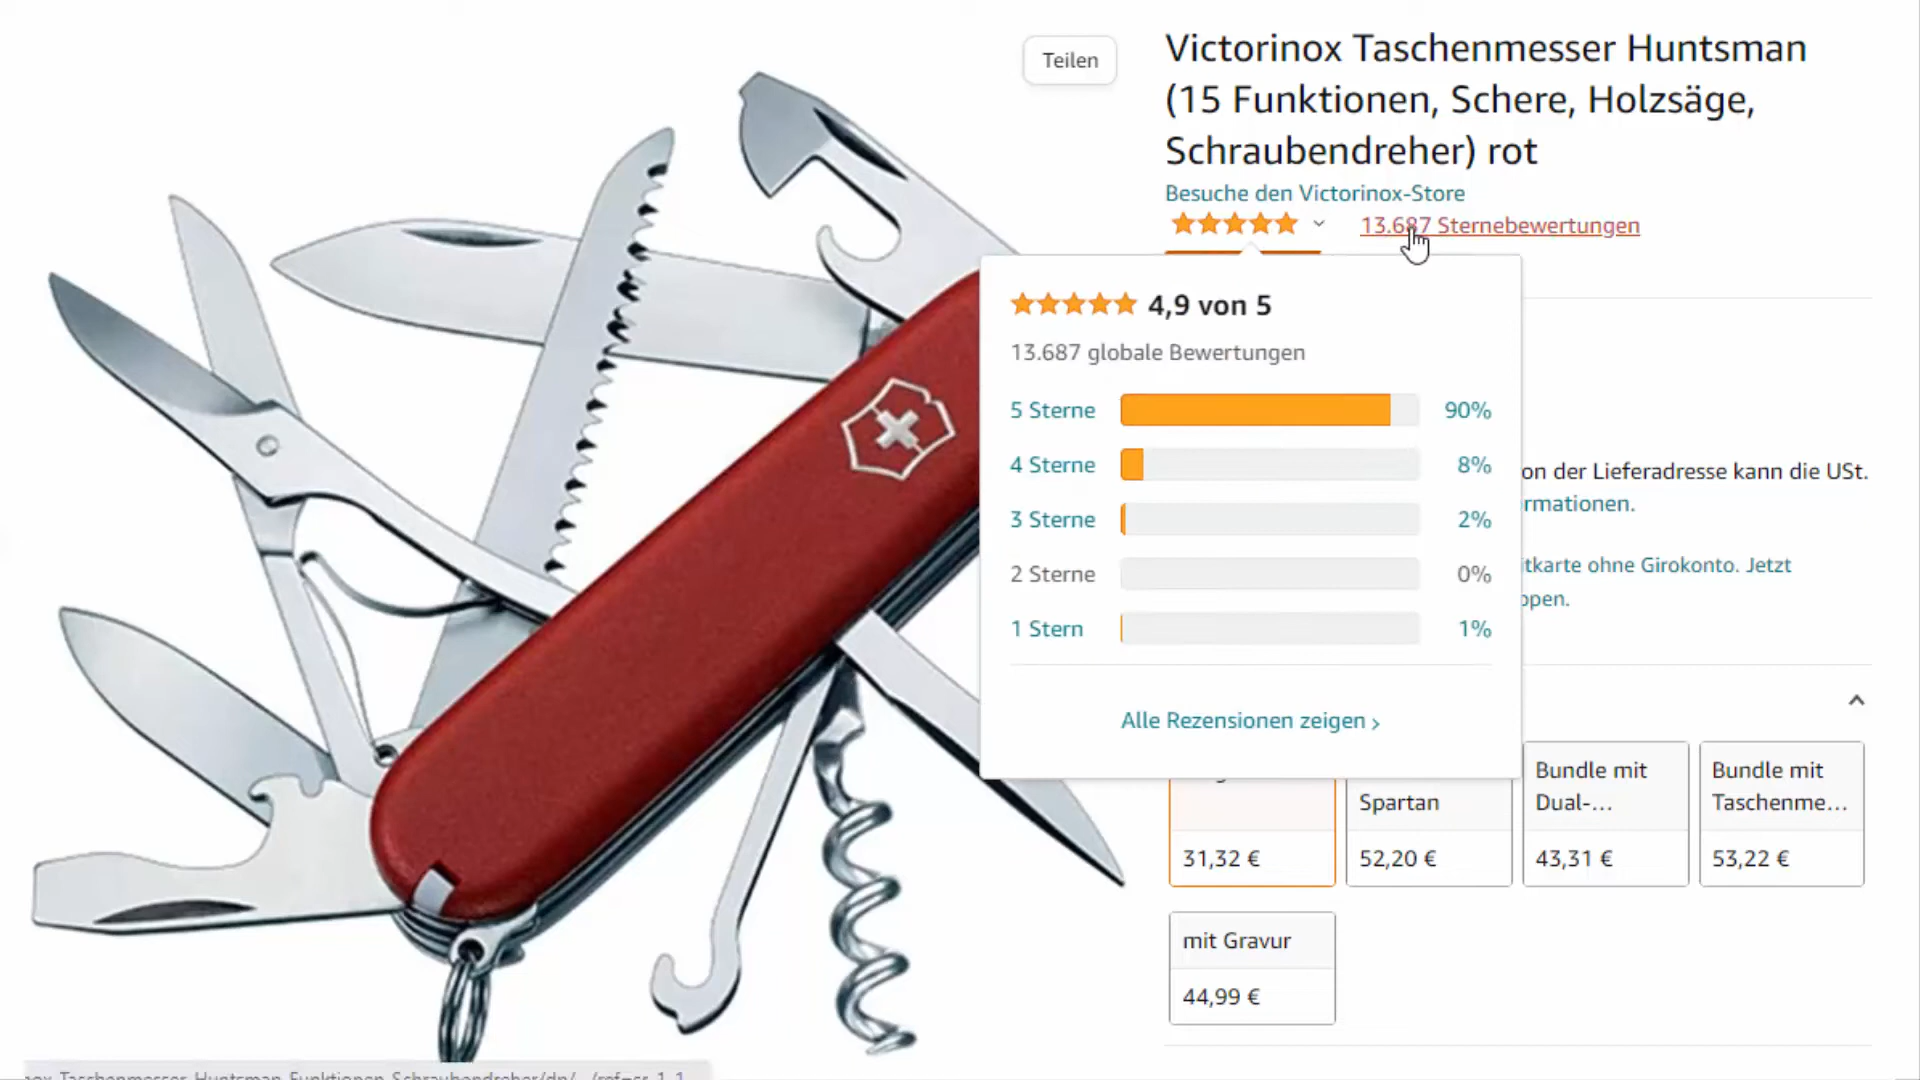 Teilen
Victorinox Taschenmesser Huntsman
(15 Funktionen, Schere, Holzsäge,
Schraubendreher) rot
Besuche den Victorinox-Store
13.687 Sternebewertungen
4,9 von 5
13.687 globale Bewertungen
5 Sterne 90%
4 Sterne 8%
3 Sterne 2%
2 Sterne 0%
1 Stern 1%
Alle Rezensionen zeigen ›
on der Lieferadresse kann die USt.
rmationen.
tkarte ohne Girokonto. Jetzt
ppen.
Spartan
Bundle mit
Dual-...
Bundle mit
Taschenme...
31,32 €
52,20 €
43,31 €
53,22 €
mit Gravur
44,99 €